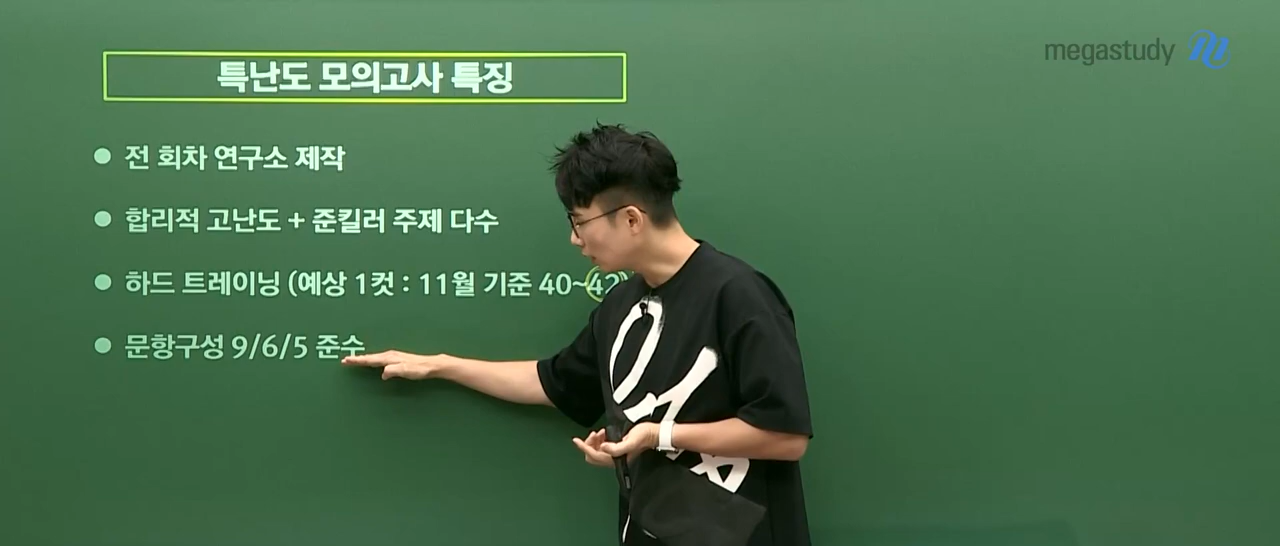 megastudy
특난도 모의고사 특징
전 회차 연구소 제작
합리적 고난도 + 준킬러 주제 다수
하드 트레이닝 (예상 1컷 : 11월 기준 40~42)
문항구성 9/6/5 준수